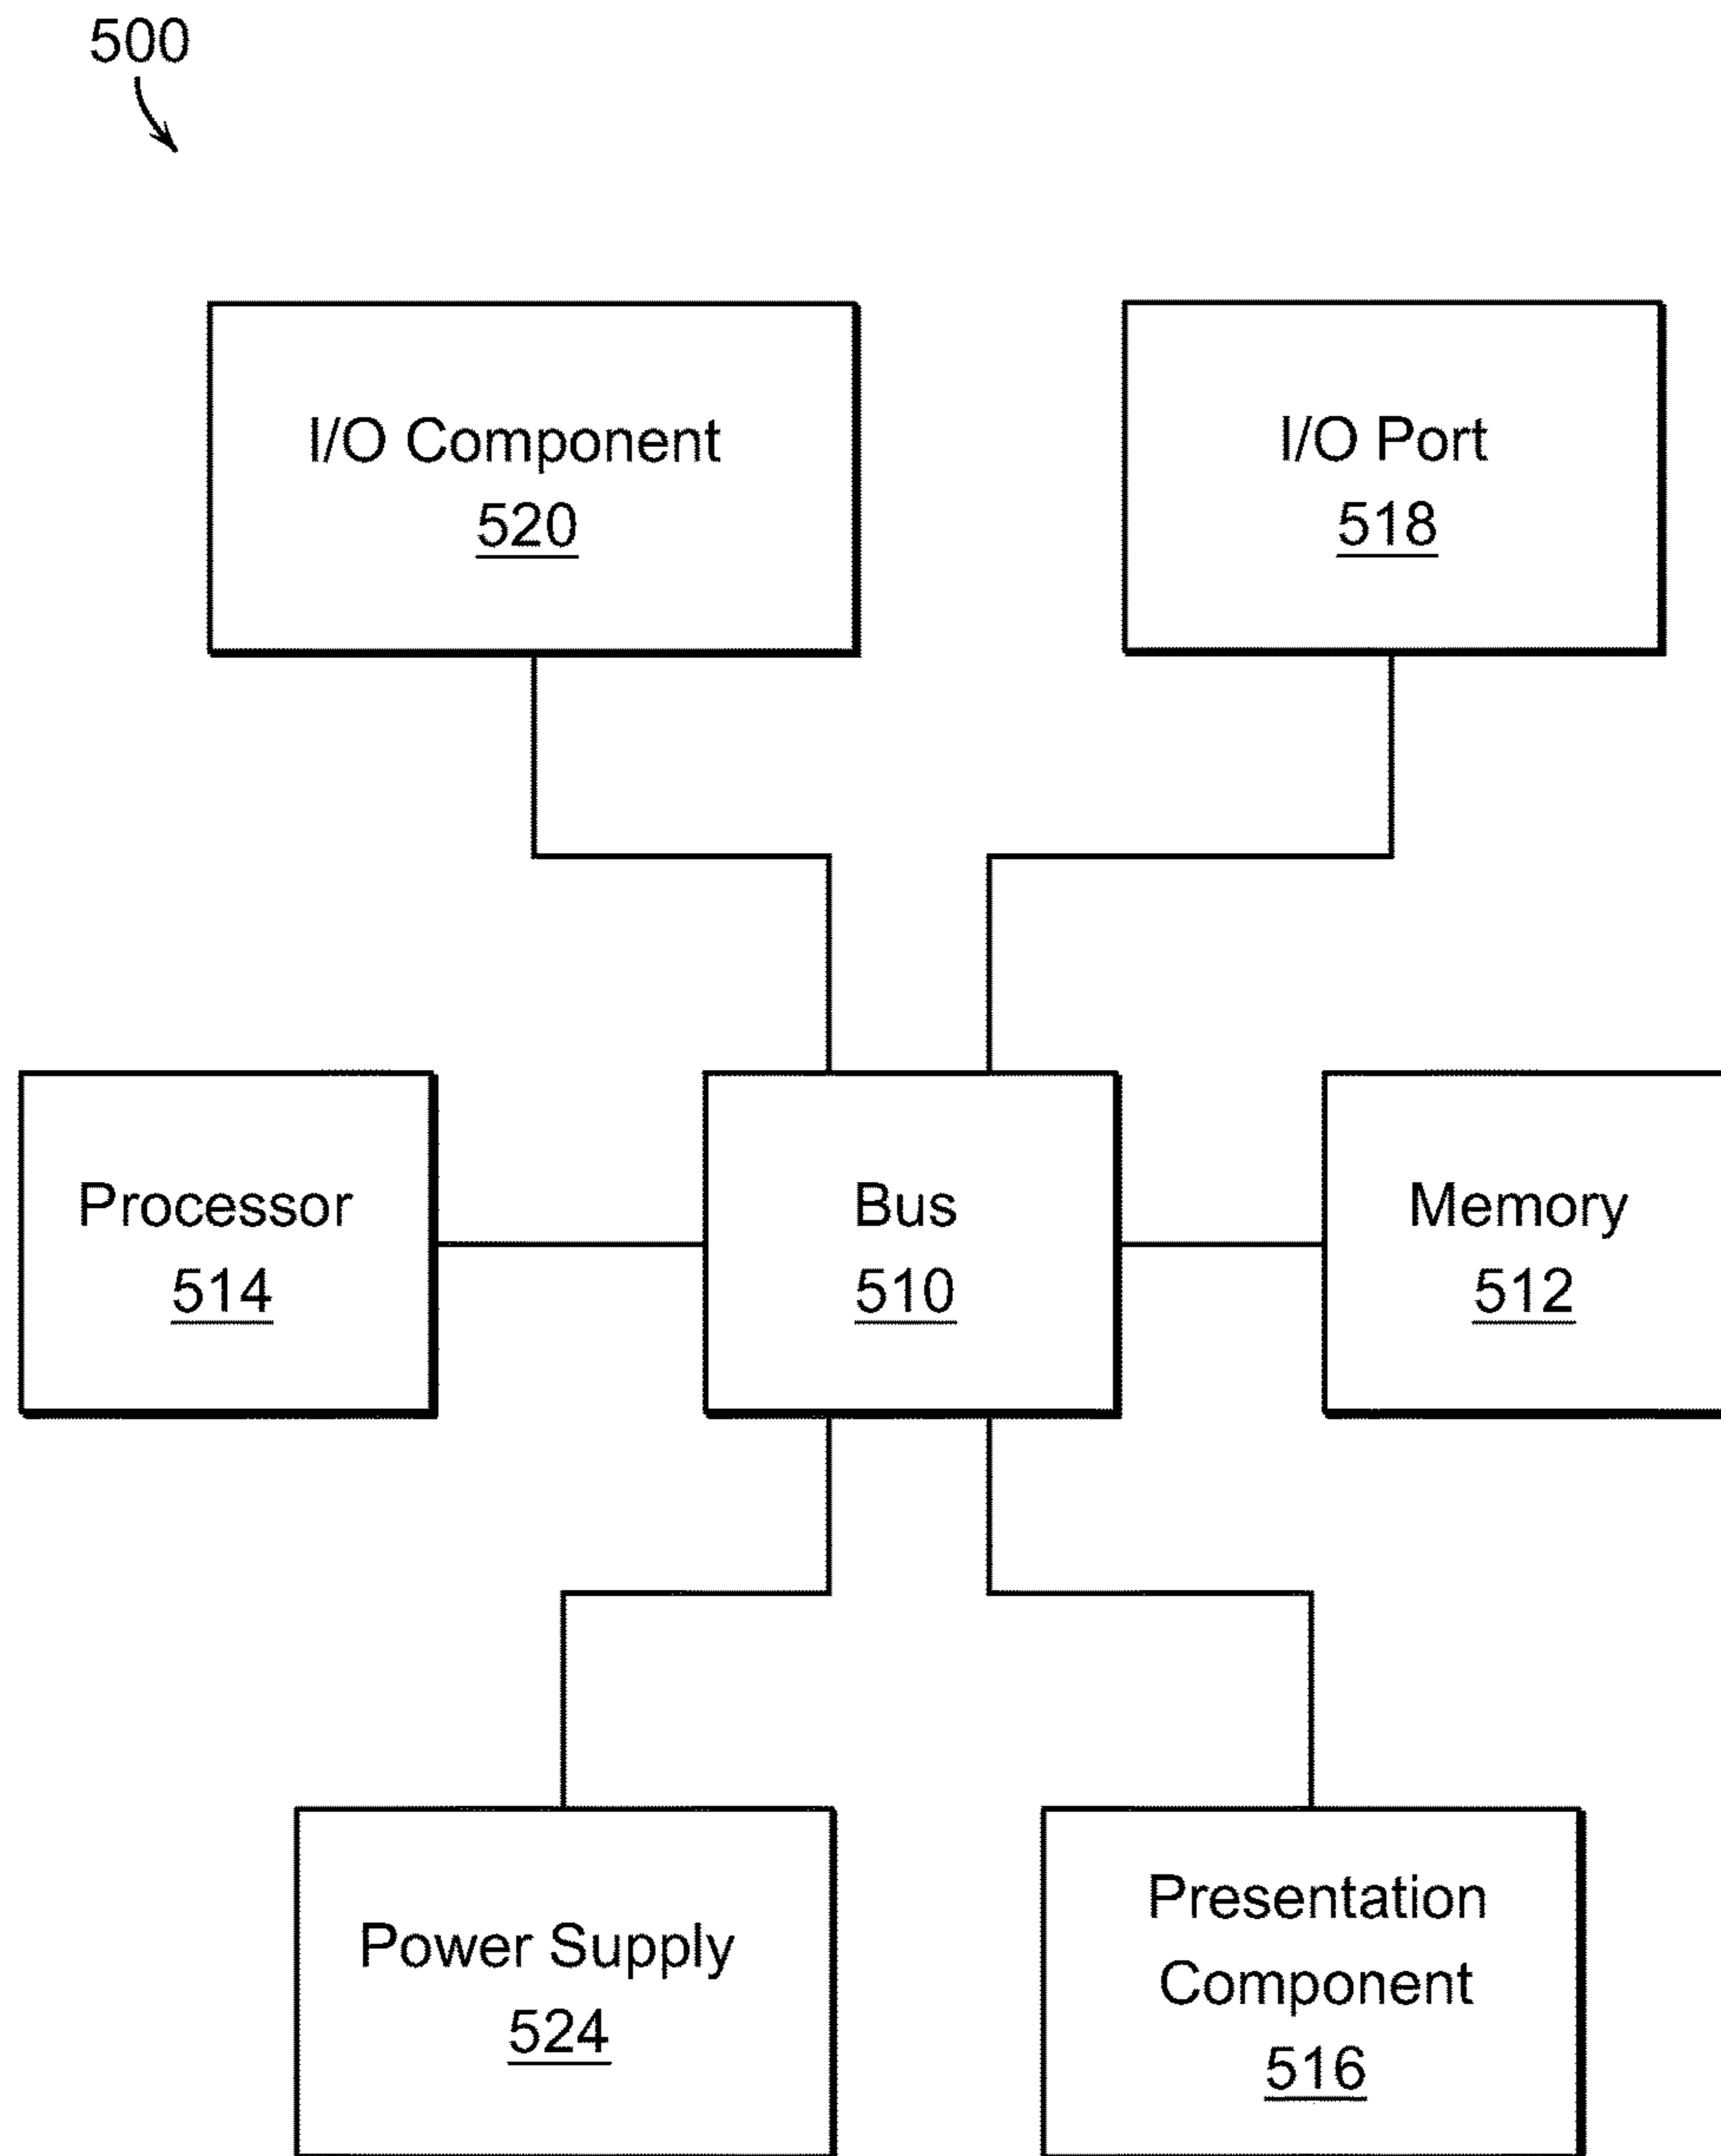 500
I/O Component
520
I/O Port
518
Processor
514
Bus
510
Memory
512
Power Supply
524
Presentation
Component
516